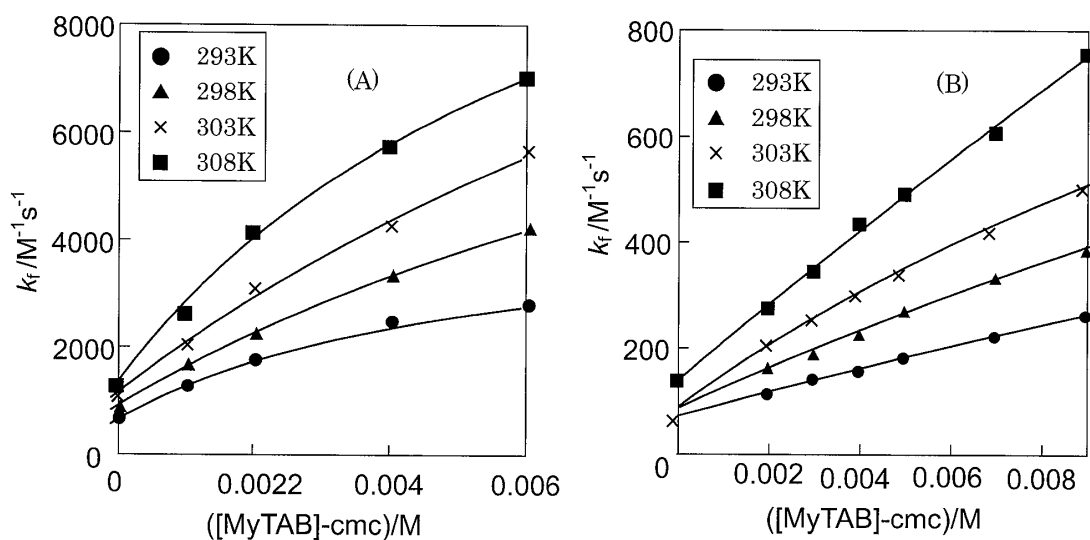 8000
6000
4000
2000
0
k_f/M⁻¹s⁻¹
293K
298K
303K
308K
(A)
0
0.0022
0.004
0.006
([MyTAB]-cmc)/M
800
600
400
200
0
k_f/M⁻¹s⁻¹
293K
298K
303K
308K
(B)
0.002
0.004
0.006
0.008
([MyTAB]-cmc)/M